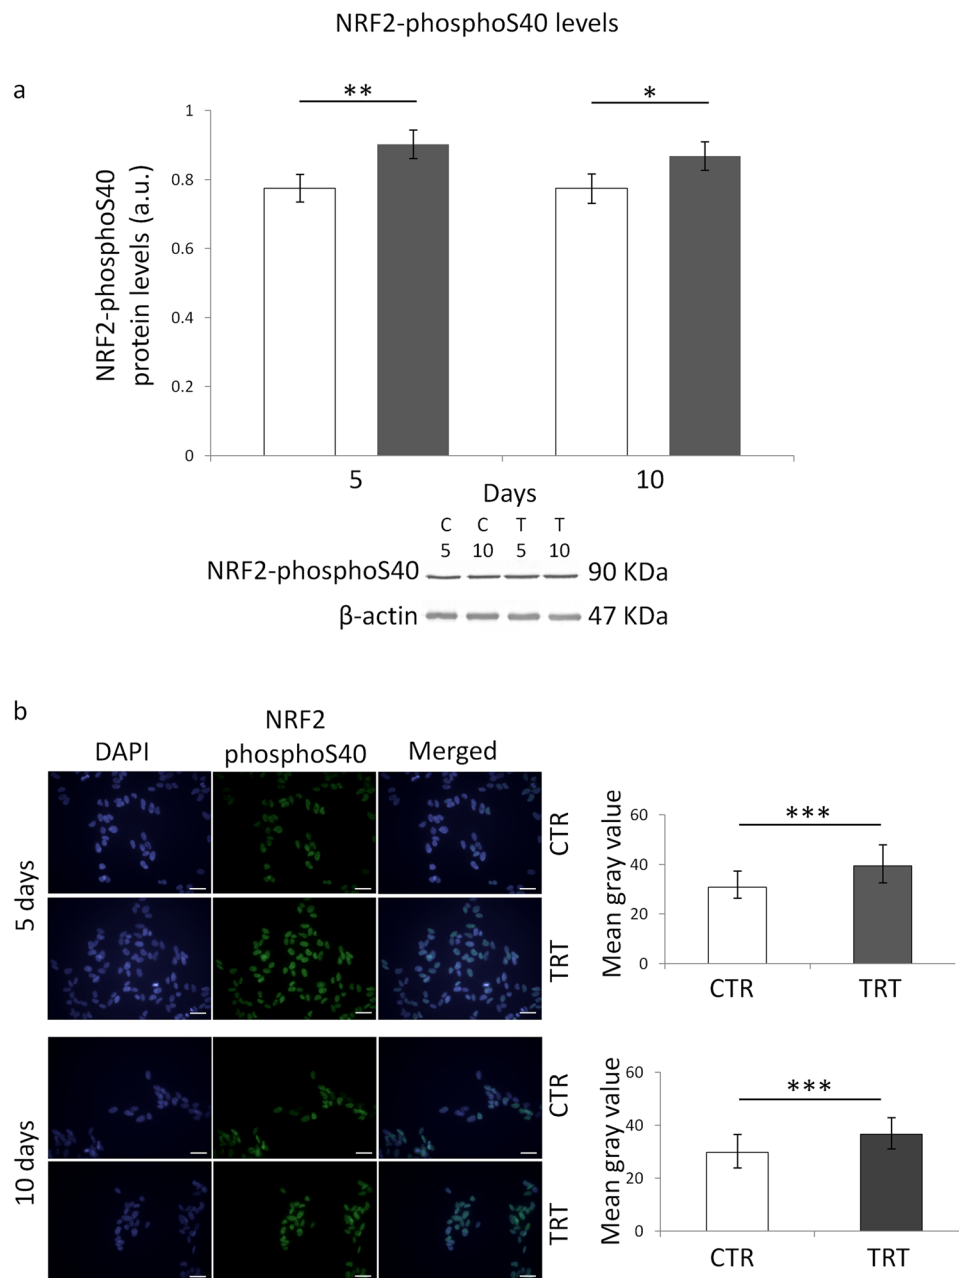 NRF2-phosphoS40 levels
a
** *
1
0.8
0.6
0.4
0.2
0
NRF2-phosphoS40
protein levels (a.u.)
5 10
Days
C C T T
5 10 5 10
NRF2-phosphoS40 90 KDa
β-actin 47 KDa
b
NRF2
DAPI phosphoS40 Merged
5 days
CTR
TRT
Mean gray value
60
40
20
0
***
CTR TRT
10 days
CTR
TRT
Mean gray value
60
40
20
0
***
CTR TRT